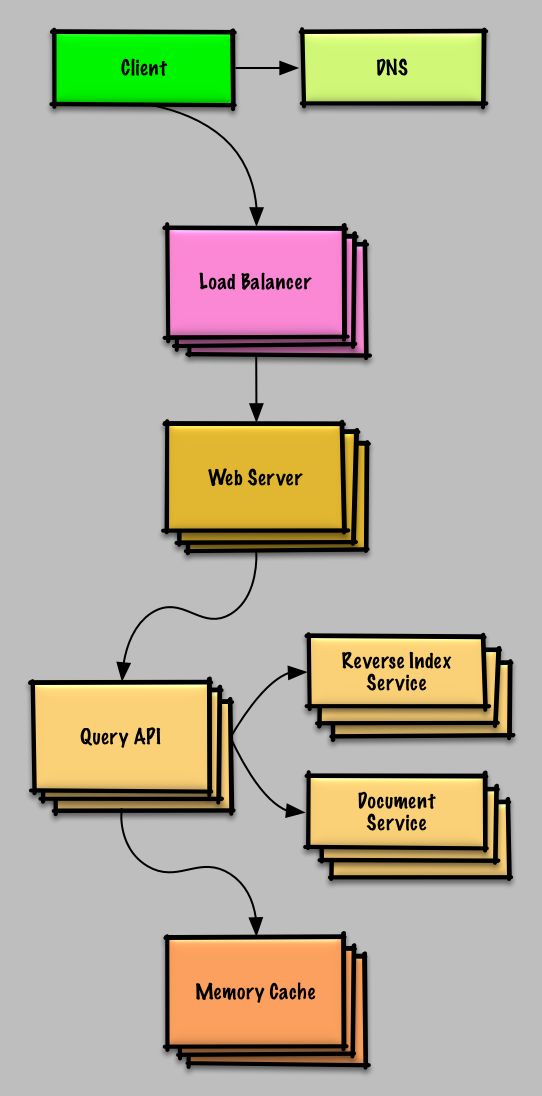 Client
DNS
Load Balancer
Web Server
Reverse Index
Service
Query API
Document
Service
Memory Cache